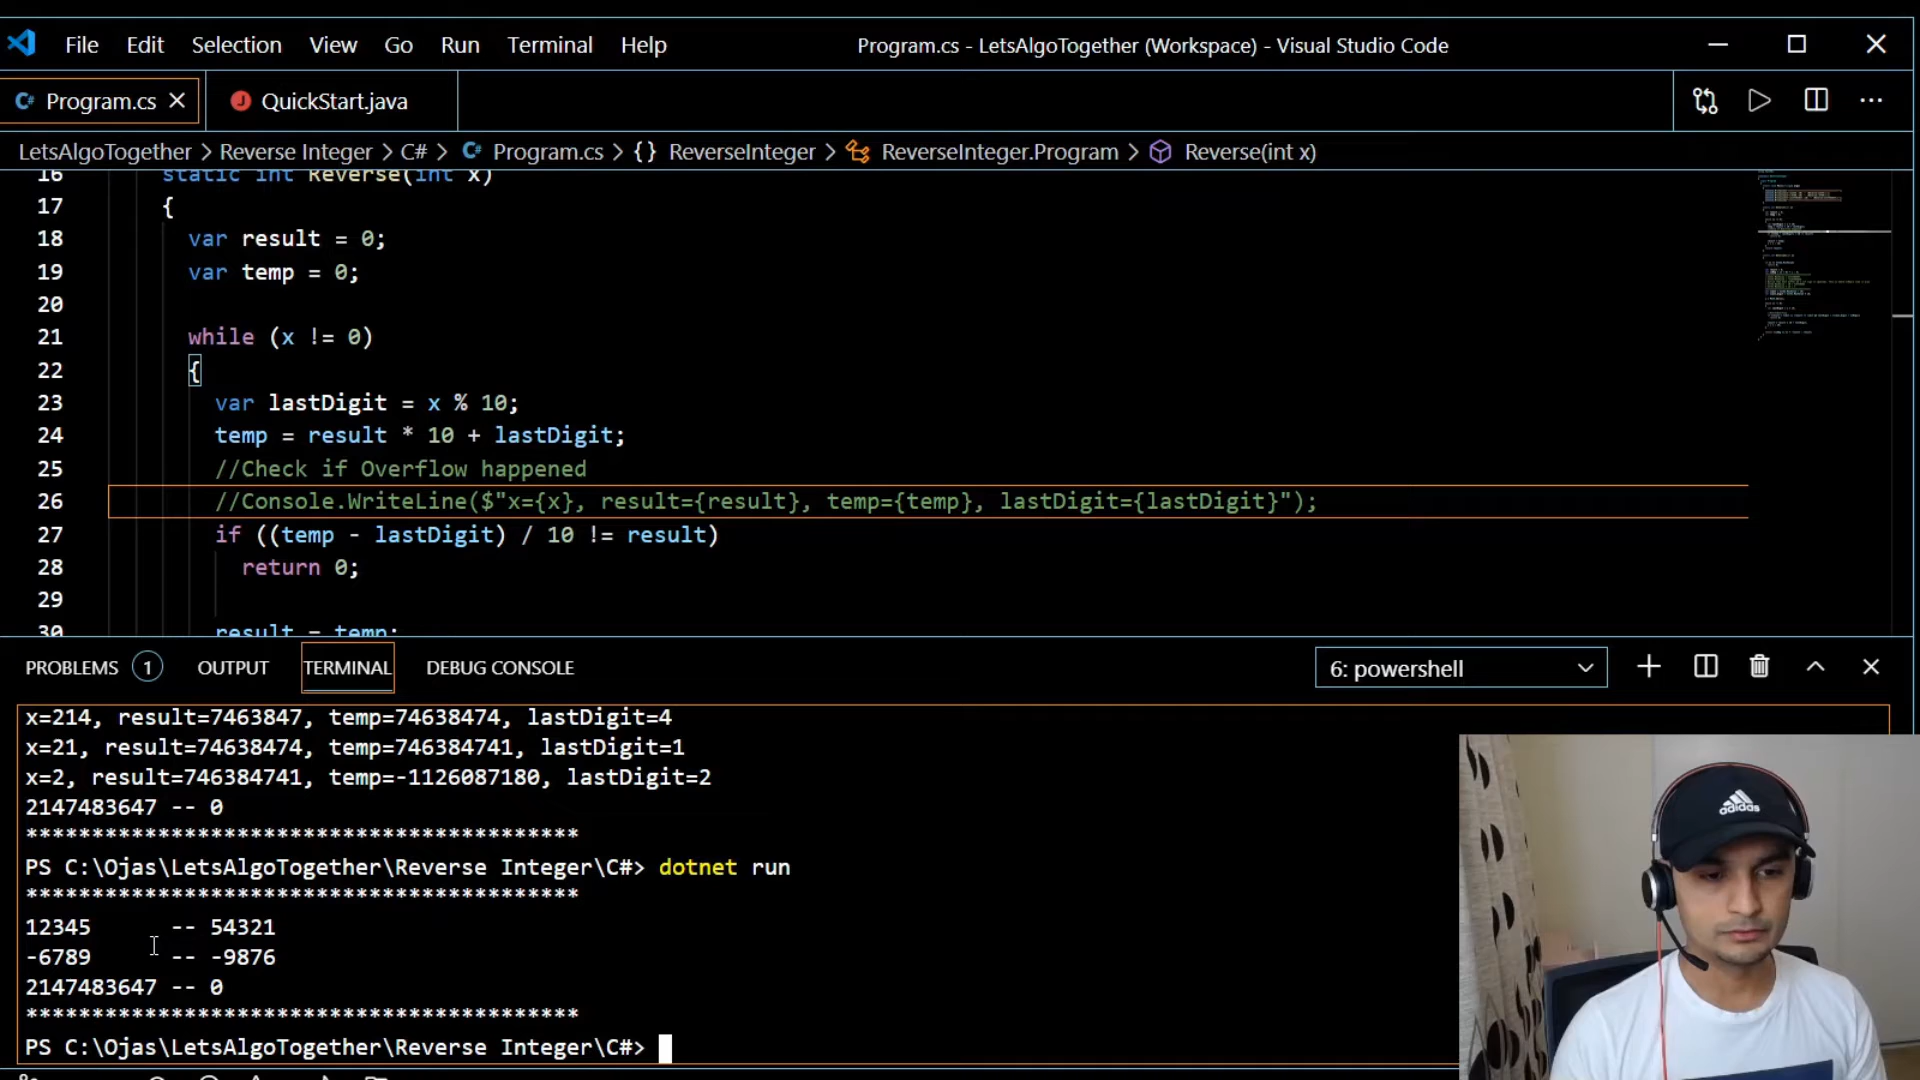 File Edit Selection View Go Run Terminal Help Program.cs - LetsAlgoTogether (Workspace) - Visual Studio Code
Program.cs QuickStart.java
LetsAlgoTogether > Reverse Integer > C# > Program.cs > {} ReverseInteger > ReverseInteger.Program > Reverse(int x)
16 static int Reverse(int x)
17 {
18 var result = 0;
19 var temp = 0;
20
21 while (x != 0)
22 {
23 var lastDigit = x % 10;
24 temp = result * 10 + lastDigit;
25 //Check if Overflow happened
26 //Console.WriteLine($"x={x}, result={result}, temp={temp}, lastDigit={lastDigit}");
27 if ((temp - lastDigit) / 10 != result)
28 return 0;
29
30 result = temp;
PROBLEMS 1 OUTPUT TERMINAL DEBUG CONSOLE 6: powershell
x=214, result=7463847, temp=74638474, lastDigit=4
x=21, result=74638474, temp=746384741, lastDigit=1
x=2, result=746384741, temp=-1126087180, lastDigit=2
2147483647 -- 0
******************************************
PS C:\Ojas\LetsAlgoTogether\Reverse Integer\C#> dotnet run
******************************************
12345 -- 54321
-6789 -- -9876
2147483647 -- 0
******************************************
PS C:\Ojas\LetsAlgoTogether\Reverse Integer\C#>
adidas